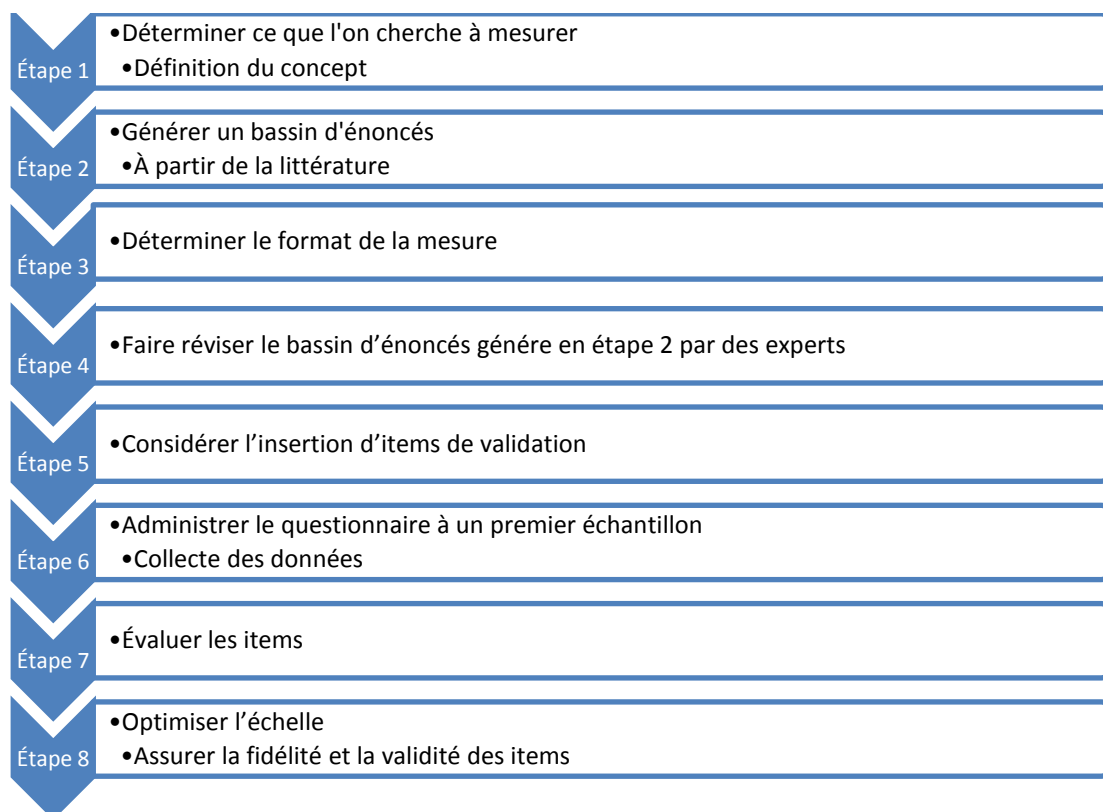 Étape 1
•Déterminer ce que l'on cherche à mesurer
•Définition du concept
Étape 2
•Générer un bassin d'énoncés
•À partir de la littérature
Étape 3
•Déterminer le format de la mesure
Étape 4
•Faire réviser le bassin d’énoncés génére en étape 2 par des experts
Étape 5
•Considérer l’insertion d’items de validation
Étape 6
•Administrer le questionnaire à un premier échantillon
•Collecte des données
Étape 7
•Évaluer les items
Étape 8
•Optimiser l’échelle
•Assurer la fidélité et la validité des items